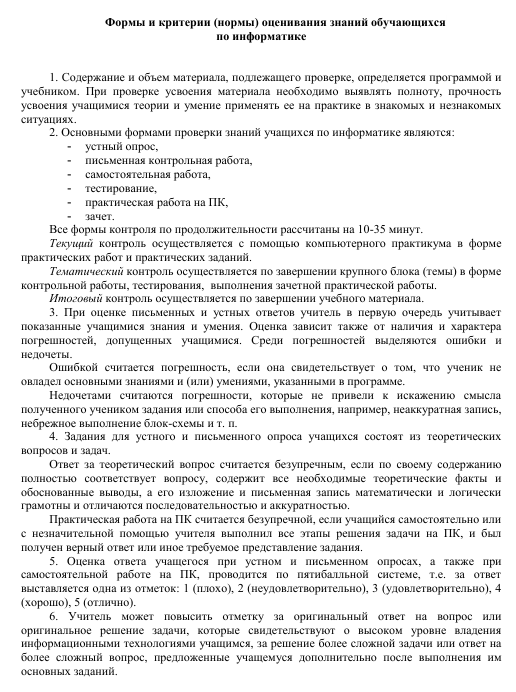 Формы и критерии (нормы) оценивания знаний обучающихся
по информатике
1. Содержание и объем материала, подлежащего проверке, определяется программой и
учебником. При проверке усвоения материала необходимо выявлять полноту, прочность
усвоения учащимися теории и умение применять ее на практике в знакомых и незнакомых
ситуациях.
2. Основными формами проверки знаний учащихся по информатике являются:
- устный опрос,
- письменная контрольная работа,
- самостоятельная работа,
- тестирование,
- практическая работа на ПК,
- зачет.
Все формы контроля по продолжительности рассчитаны на 10-35 минут.
Текущий контроль осуществляется с помощью компьютерного практикума в форме
практических работ и практических заданий.
Тематический контроль осуществляется по завершении крупного блока (темы) в форме
контрольной работы, тестирования, выполнения зачетной практической работы.
Итоговый контроль осуществляется по завершении учебного материала.
3. При оценке письменных и устных ответов учитель в первую очередь учитывает
показанные учащимися знания и умения. Оценка зависит также от наличия и характера
погрешностей, допущенных учащимися. Среди погрешностей выделяются ошибки и
недочеты.
Ошибкой считается погрешность, если она свидетельствует о том, что ученик не
овладел основными знаниями и (или) умениями, указанными в программе.
Недочетами считаются погрешности, которые не привели к искажению смысла
полученного учеником задания или способа его выполнения, например, неаккуратная запись,
небрежное выполнение блок-схемы и т. п.
4. Задания для устного и письменного опроса учащихся состоят из теоретических
вопросов и задач.
Ответ за теоретический вопрос считается безупречным, если по своему содержанию
полностью соответствует вопросу, содержит все необходимые теоретические факты и
обоснованные выводы, а его изложение и письменная запись математически и логически
грамотны и отличаются последовательностью и аккуратностью.
Практическая работа на ПК считается безупречной, если учащийся самостоятельно или
с незначительной помощью учителя выполнил все этапы решения задачи на ПК, и был
получен верный ответ или иное требуемое представление задания.
5. Оценка ответа учащегося при устном и письменном опросах, а также при
самостоятельной работе на ПК, проводится по пятибалльной системе, т.е. за ответ
выставляется одна из отметок: 1 (плохо), 2 (неудовлетворительно), 3 (удовлетворительно), 4
(хорошо), 5 (отлично).
6. Учитель может повысить отметку за оригинальный ответ на вопрос или
оригинальное решение задачи, которые свидетельствуют о высоком уровне владения
информационными технологиями учащимся, за решение более сложной задачи или ответ на
более сложный вопрос, предложенные учащемуся дополнительно после выполнения им
основных заданий.